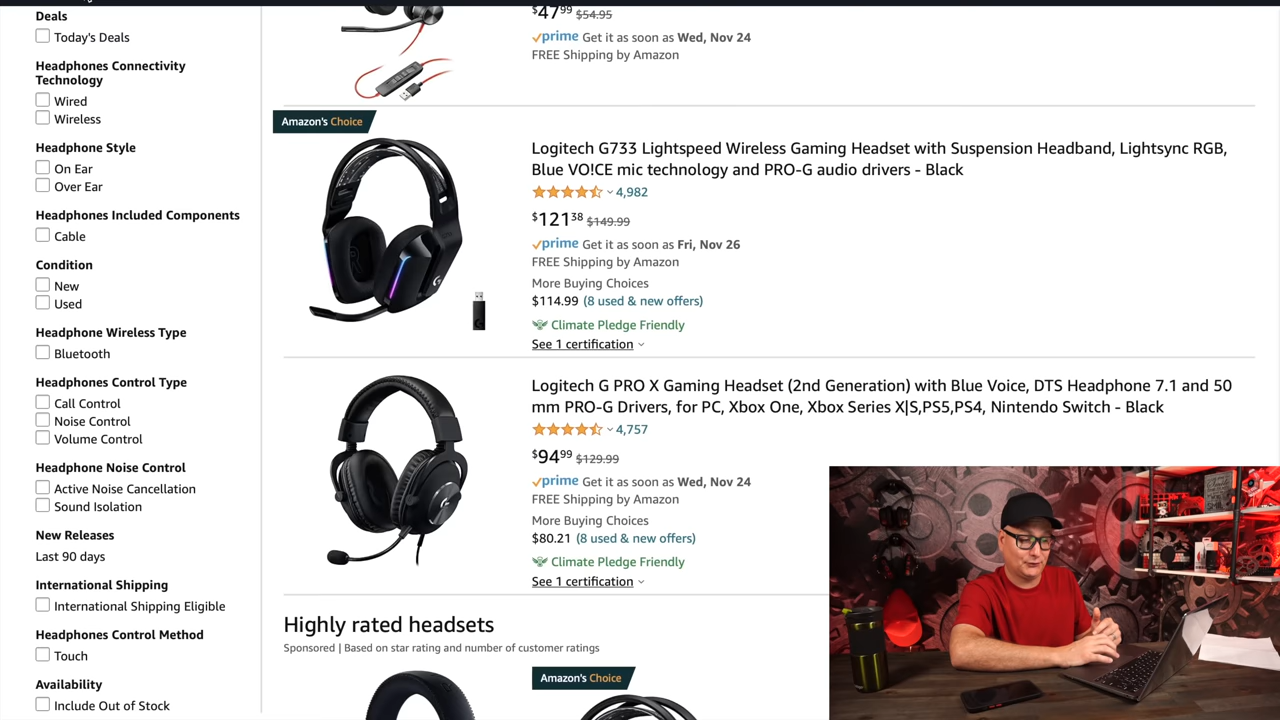 Deals
Today's Deals
Headphones Connectivity
Technology
Wired
Wireless
Headphone Style
On Ear
Over Ear
Headphones Included Components
Cable
Condition
New
Used
Headphone Wireless Type
Bluetooth
Headphones Control Type
Call Control
Noise Control
Volume Control
Headphone Noise Control
Active Noise Cancellation
Sound Isolation
New Releases
Last 90 days
International Shipping
International Shipping Eligible
Headphones Control Method
Touch
Availability
Include Out of Stock
$47⁹⁹ $54.95
prime Get it as soon as Wed, Nov 24
FREE Shipping by Amazon
Amazon's Choice
Logitech G733 Lightspeed Wireless Gaming Headset with Suspension Headband, Lightsync RGB,
Blue VO!CE mic technology and PRO-G audio drivers - Black
4,982
$121³⁸ $149.99
prime Get it as soon as Fri, Nov 26
FREE Shipping by Amazon
More Buying Choices
$114.99 (8 used & new offers)
Climate Pledge Friendly
See 1 certification
Logitech G PRO X Gaming Headset (2nd Generation) with Blue Voice, DTS Headphone 7.1 and 50
mm PRO-G Drivers, for PC, Xbox One, Xbox Series X|S,PS5,PS4, Nintendo Switch - Black
4,757
$94⁹⁹ $129.99
prime Get it as soon as Wed, Nov 24
FREE Shipping by Amazon
More Buying Choices
$80.21 (8 used & new offers)
Climate Pledge Friendly
See 1 certification
Highly rated headsets
Sponsored | Based on star rating and number of customer ratings
Amazon's Choice